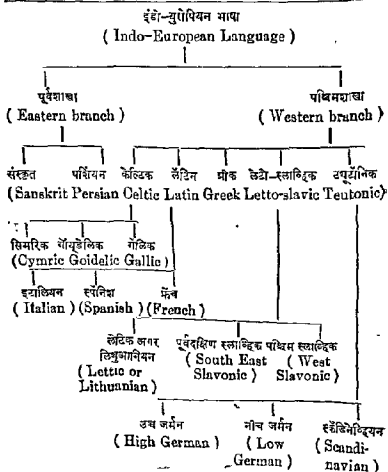 इंडो-युरोपियन भाषा
( Indo-European Language )
पूर्वशाखा पश्चिमशाखा
( Eastern branch ) ( Western branch )
संस्कृत पर्शियन केल्टिक लॅटिन ग्रीक लेटो-स्लाव्हिक ट्यूटॉनिक
(Sanskrit Persian Celtic Latin Greek Letto-slavic Teutonic)
सिमरिक गॉयडेलिक गॅलिक
(Cymric Goidelic Gallic)
इटालियन स्पॅनिश फ्रेंच
( Italian ) (Spanish) (French)
लेटिक अगर पूर्वदक्षिण स्लाव्हिक पश्चिम स्लाव्हिक
लिथुआनियन ( South East ( West
( Lettic or Slavonic ) Slavonic )
Lithuanian )
उच्च जर्मन नीच जर्मन स्कँडिनेव्हियन
( High German ) ( Low ( Scandi-
German ) navian )